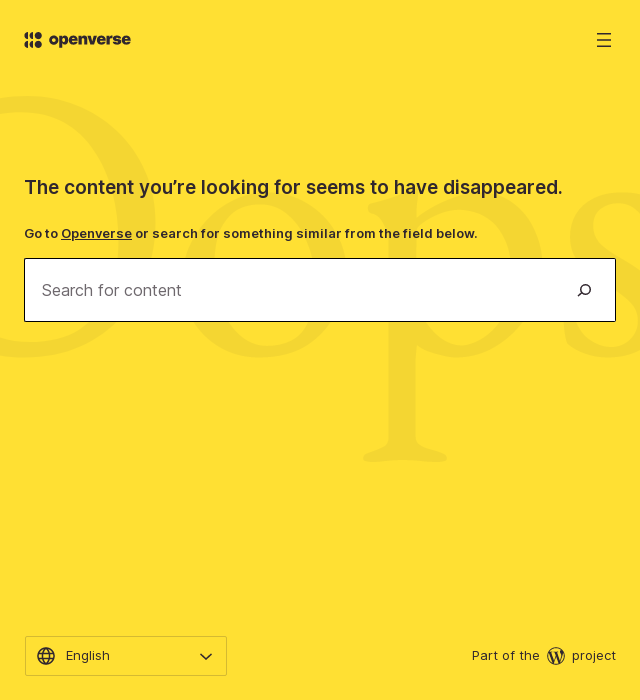 openverse
Oops
The content you’re looking for seems to have disappeared.
Go to Openverse or search for something similar from the field below.
Search for content
English
Part of the W project